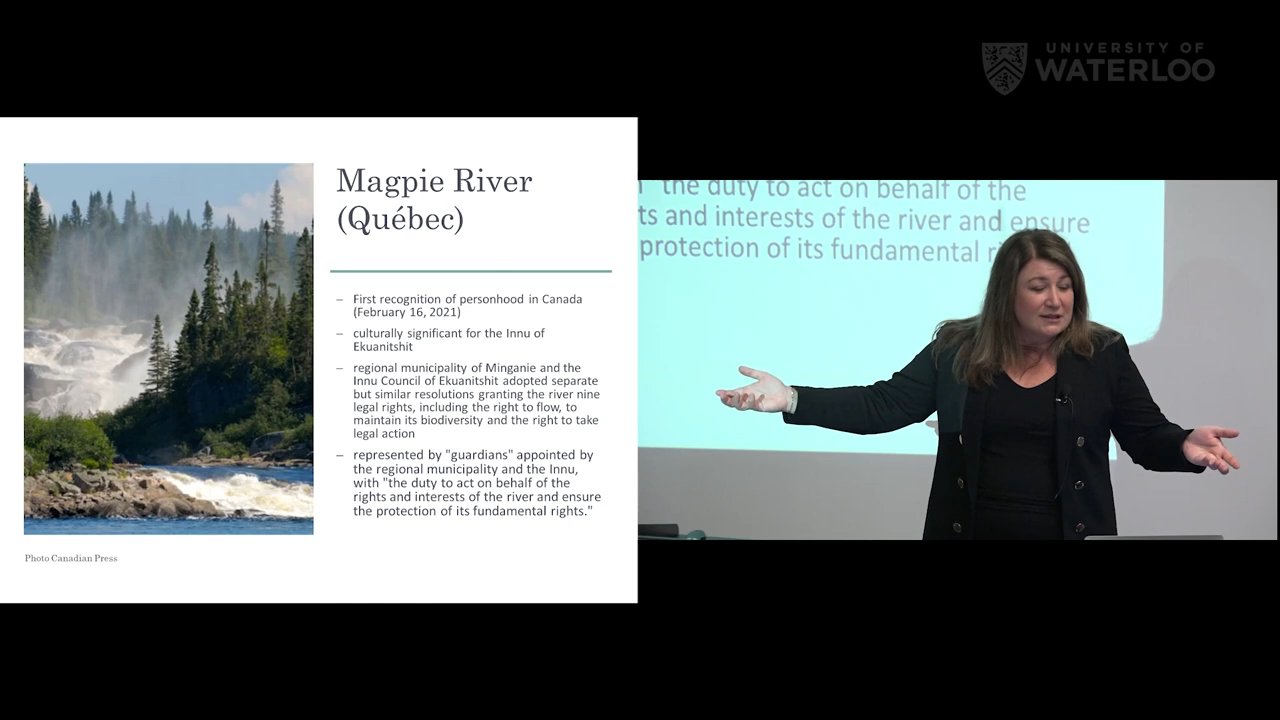 UNIVERSITY OF
WATERLOO
Magpie River
(Québec)
– First recognition of personhood in Canada
(February 16, 2021)
– culturally significant for the Innu of
Ekuanitshit
– regional municipality of Minganie and the
Innu Council of Ekuanitshit adopted separate
but similar resolutions granting the river nine
legal rights, including the right to flow, to
maintain its biodiversity and the right to take
legal action
– represented by "guardians" appointed by
the regional municipality and the Innu,
with "the duty to act on behalf of the
rights and interests of the river and ensure
the protection of its fundamental rights."
Photo Canadian Press
"the duty to act on behalf of the
ts and interests of the river and ensure
protection of its fundamental